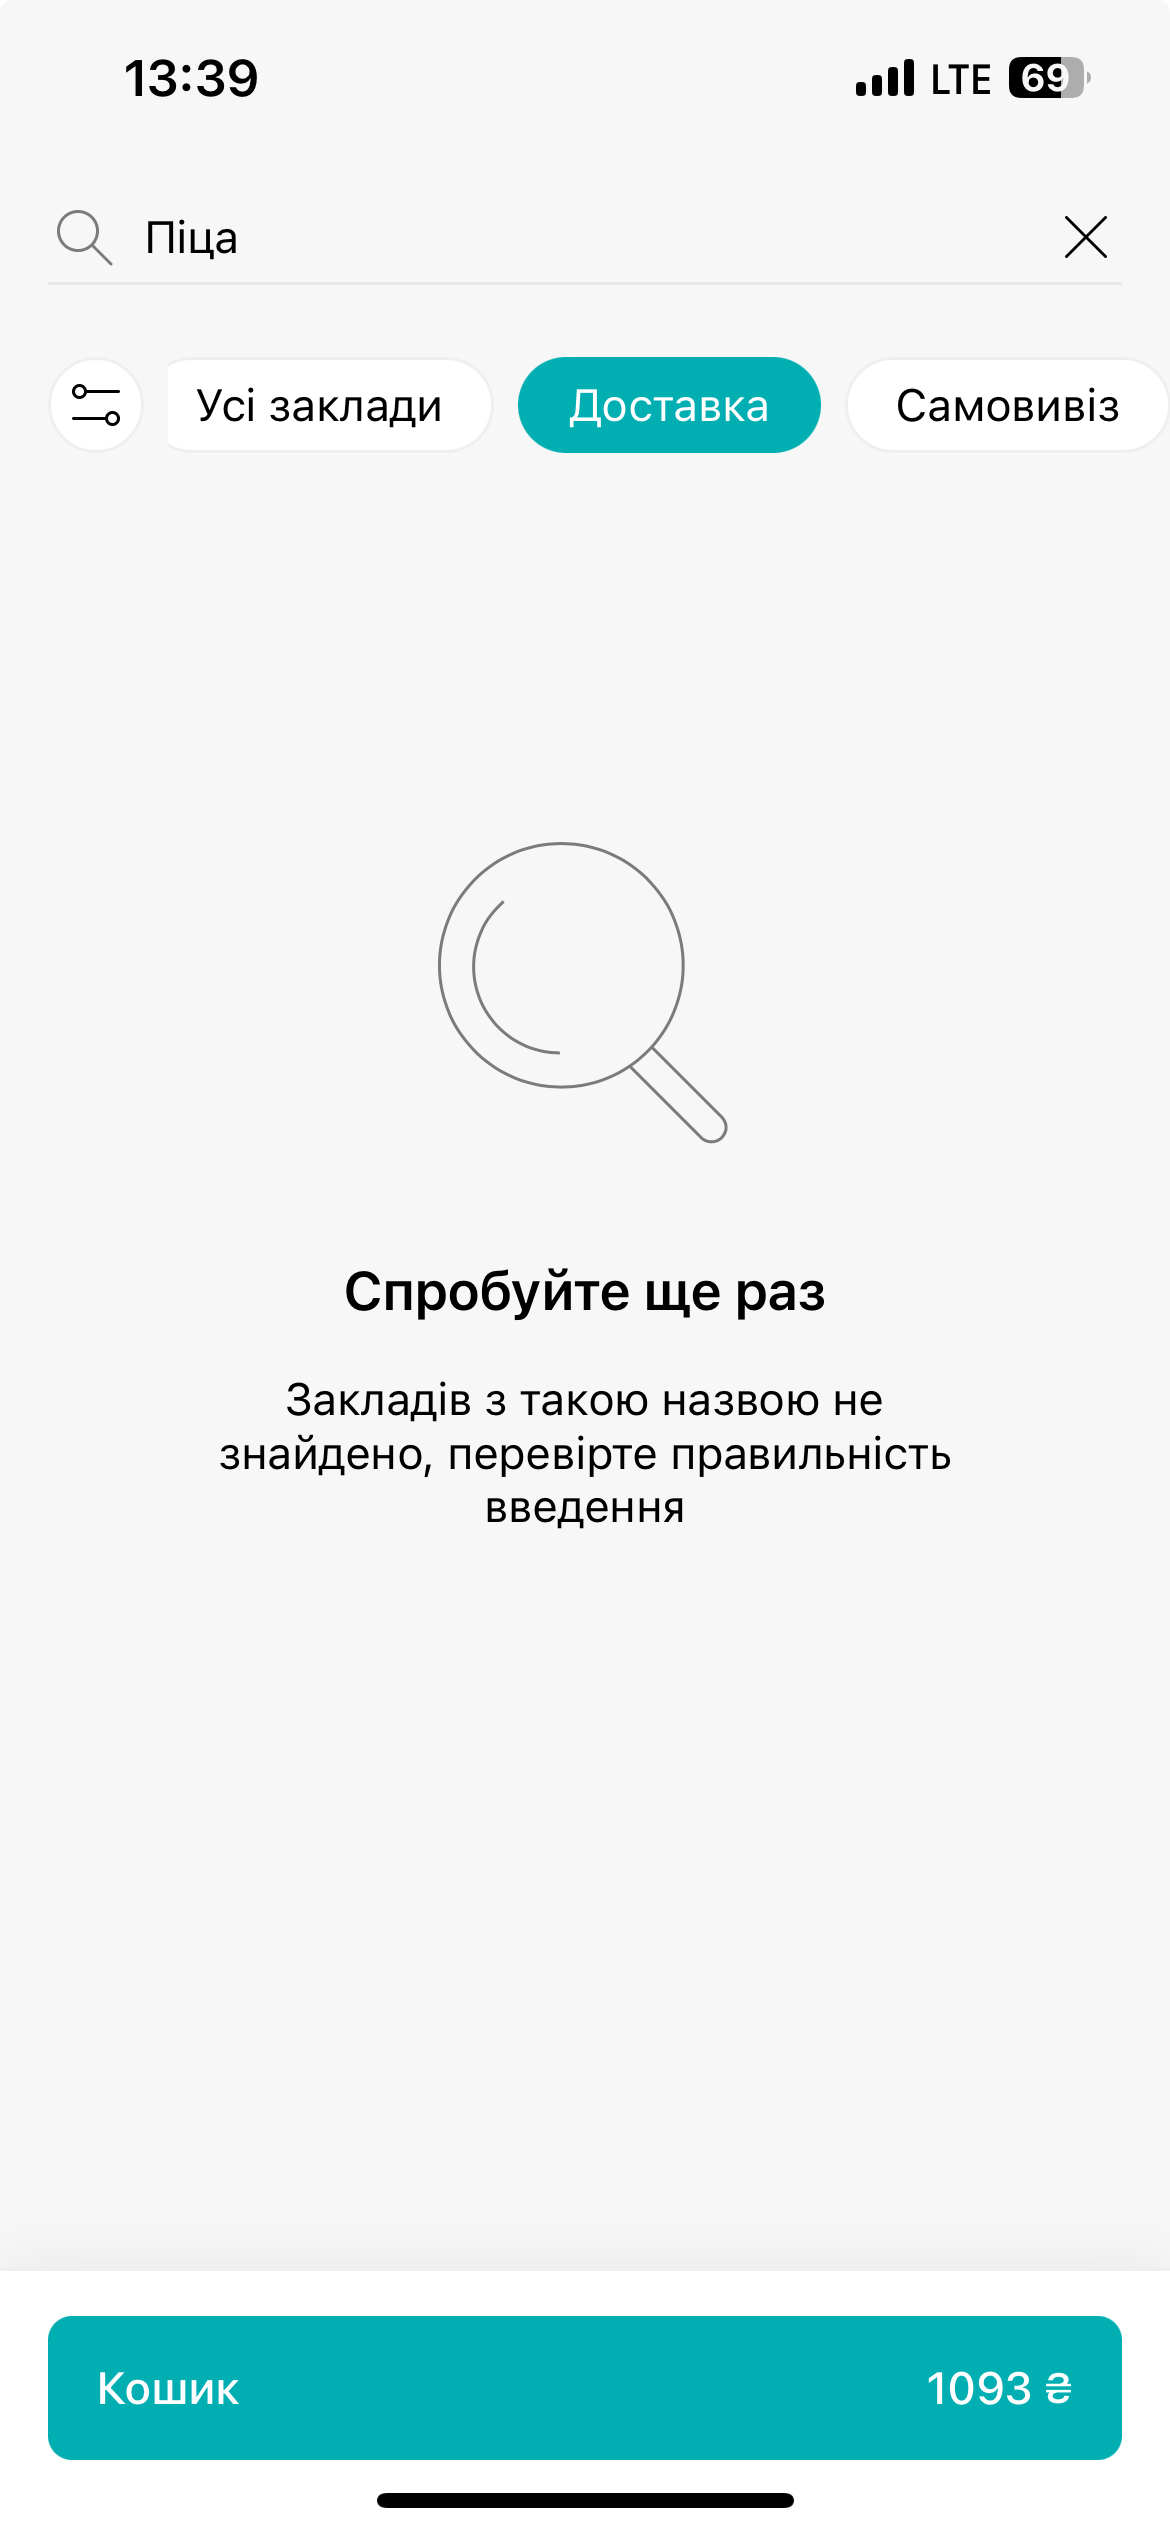 13:39 LTE 69
Піца
Усі заклади Доставка Самовивіз
Спробуйте ще раз
Закладів з такою назвою не
знайдено, перевірте правильність
введення
Кошик 1093 ₴